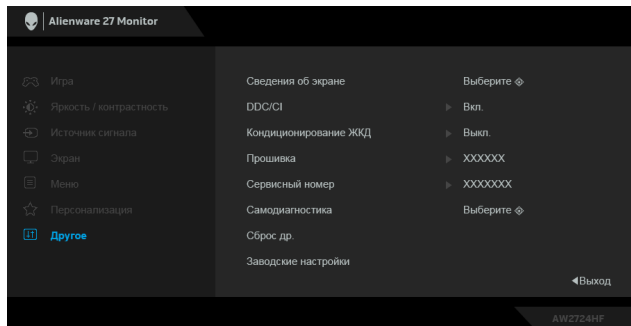 Alienware 27 Monitor
Игра
Яркость / контрастность
Источник сигнала
Экран
Меню
Персонализация
Другое
Сведения об экране Выберите
DDC/CI Вкл.
Кондиционирование ЖКД Выкл.
Прошивка XXXXXX
Сервисный номер XXXXXXX
Самодиагностика Выберите
Сброс др.
Заводские настройки
Выход
AW2724HF